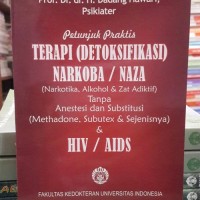 Prof. Dr. dr. H. Dadang Hawari,
Psikiater
Petunjuk Praktis
TERAPI (DETOKSIFIKASI)
NARKOBA / NAZA
(Narkotika, Alkohol & Zat Adiktif)
Tanpa
Anestesi dan Substitusi
(Methadone, Subutex & Sejenisnya)
&
HIV / AIDS
FAKULTAS KEDOKTERAN UNIVERSITAS INDONESIA